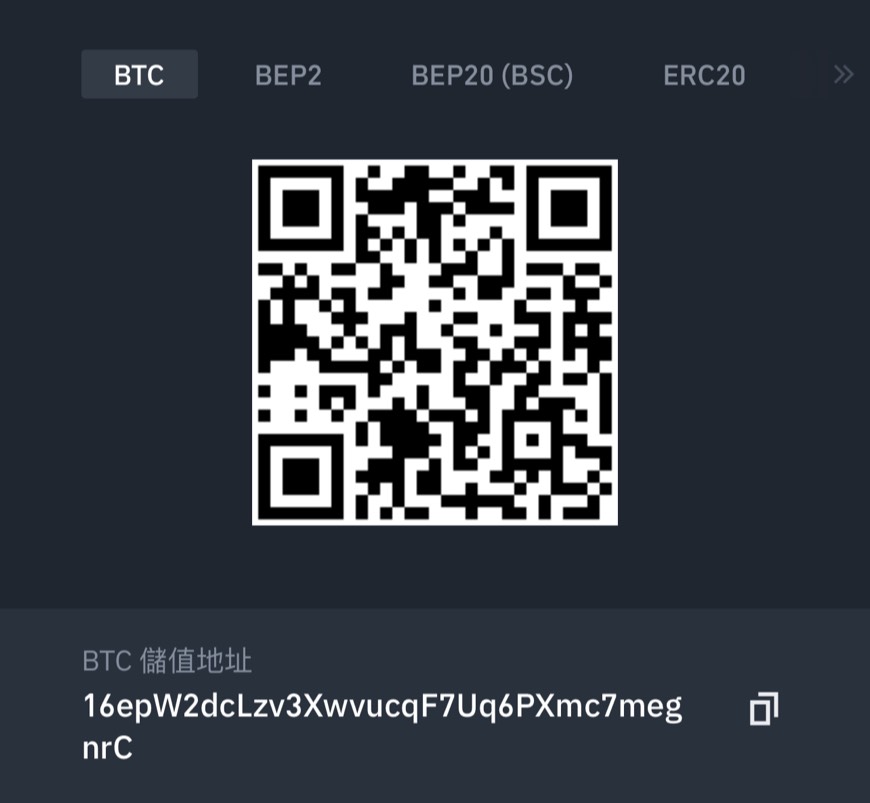 BTC BEP2 BEP20 (BSC) ERC20
BTC 儲值地址
16epW2dcLzv3XwvucqF7Uq6PXmc7meg
nrC